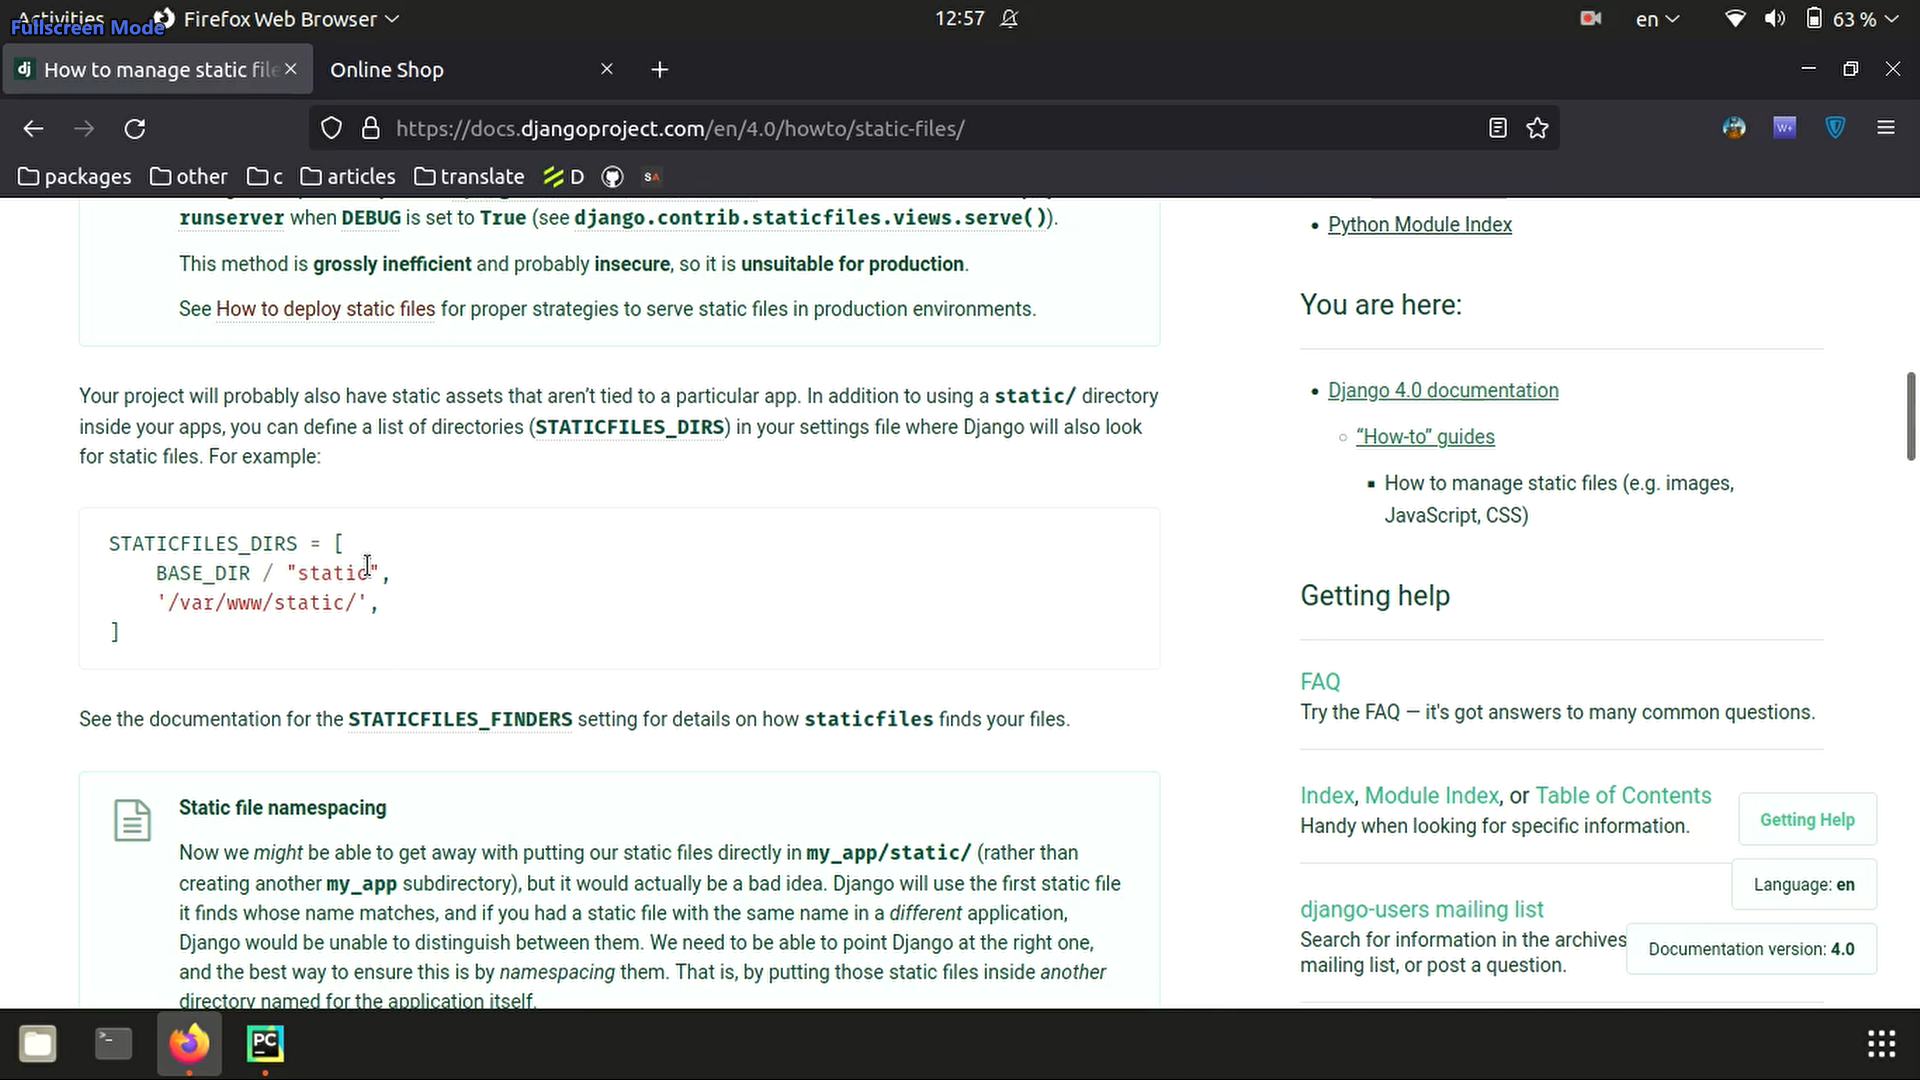 Activities
Fullscreen Mode
Firefox Web Browser
12:57
en
63 %
dj
How to manage static file
Online Shop
https://docs.djangoproject.com/en/4.0/howto/static-files/
W+
packages
other
c
articles
translate
D
SA
runserver when DEBUG is set to True (see django.contrib.staticfiles.views.serve()).
This method is grossly inefficient and probably insecure, so it is unsuitable for production.
See How to deploy static files for proper strategies to serve static files in production environments.
Your project will probably also have static assets that aren’t tied to a particular app. In addition to using a static/ directory
inside your apps, you can define a list of directories (STATICFILES_DIRS) in your settings file where Django will also look
for static files. For example:
STATICFILES_DIRS = [
    BASE_DIR / "static",
    '/var/www/static/',
]
See the documentation for the STATICFILES_FINDERS setting for details on how staticfiles finds your files.
Static file namespacing
Now we might be able to get away with putting our static files directly in my_app/static/ (rather than
creating another my_app subdirectory), but it would actually be a bad idea. Django will use the first static file
it finds whose name matches, and if you had a static file with the same name in a different application,
Django would be unable to distinguish between them. We need to be able to point Django at the right one,
and the best way to ensure this is by namespacing them. That is, by putting those static files inside another
directory named for the application itself.
Python Module Index
You are here:
Django 4.0 documentation
“How-to” guides
How to manage static files (e.g. images,
JavaScript, CSS)
Getting help
FAQ
Try the FAQ — it's got answers to many common questions.
Index, Module Index, or Table of Contents
Handy when looking for specific information.
django-users mailing list
Search for information in the archives
mailing list, or post a question.
Getting Help
Language: en
Documentation version: 4.0
PC